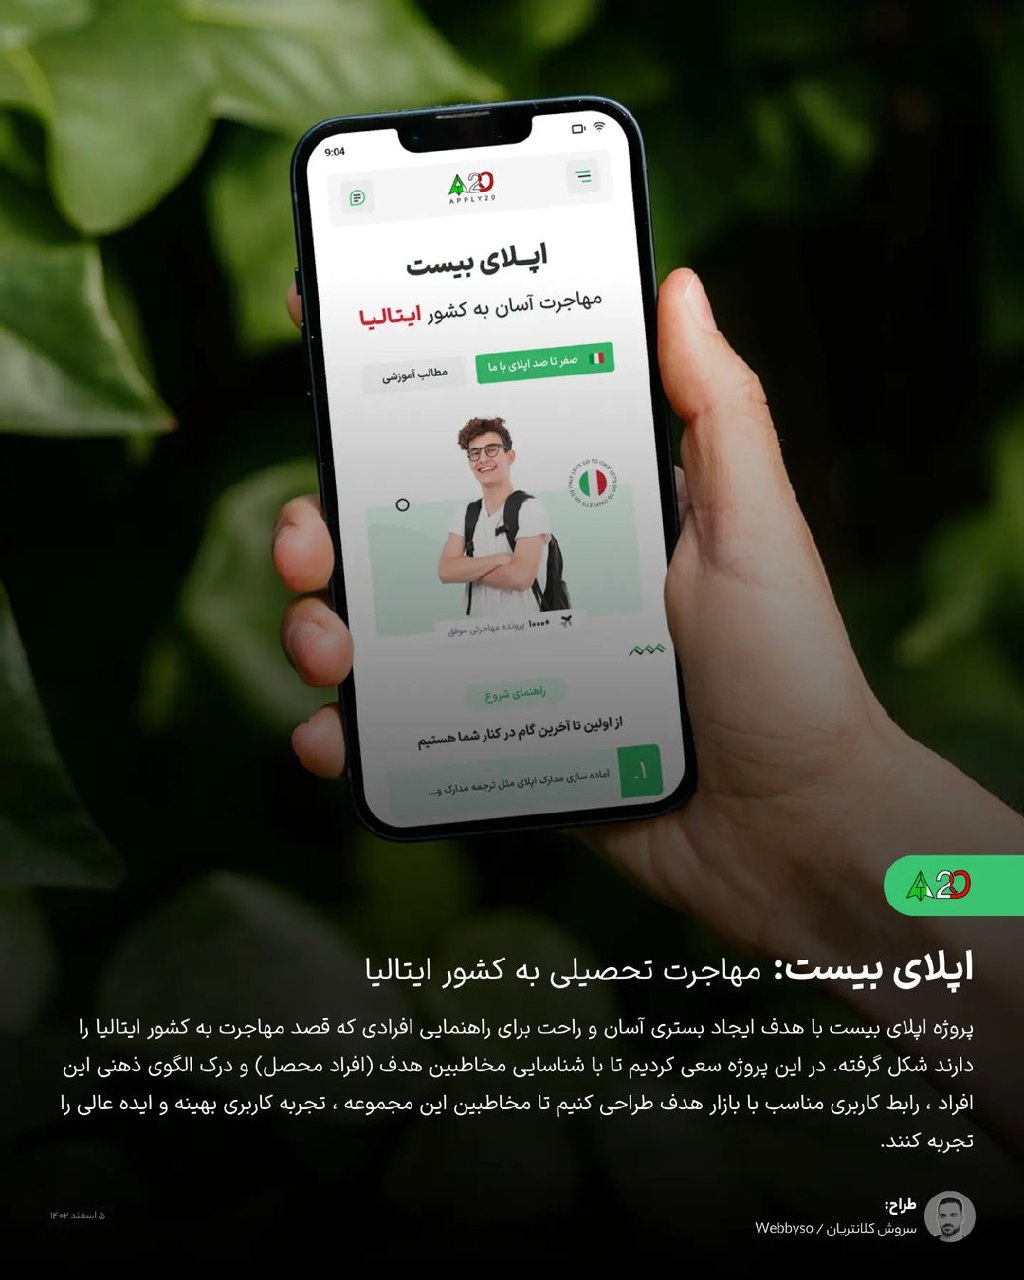 9:04
A20
APPLY20
اپلای بیست
مهاجرت آسان به کشور ایتالیا
صفر تا صد اپلای با ما
مطالب آموزشی
LET'S GO TO ITALY
+۱۰۰۰ پرونده مهاجرتی موفق
راهنمای شروع
از اولین تا آخرین گام در کنار شما هستیم
۱.
آماده سازی مدارک اپلای مثل ترجمه مدارک و...
A20
اپلای بیست: مهاجرت تحصیلی به کشور ایتالیا
پروژه اپلای بیست با هدف ایجاد بستری آسان و راحت برای راهنمایی افرادی که قصد مهاجرت به کشور ایتالیا را
دارند شکل گرفته. در این پروژه سعی کردیم تا با شناسایی مخاطبین هدف (افراد محصل) و درک الگوی ذهنی این
افراد ، رابط کاربری مناسب با بازار هدف طراحی کنیم تا مخاطبین این مجموعه ، تجربه کاربری بهینه و ایده عالی را
تجربه کنند.
طراح:
سروش کلانتریان / Webbyso
۵ اسفند ۱۴۰۲